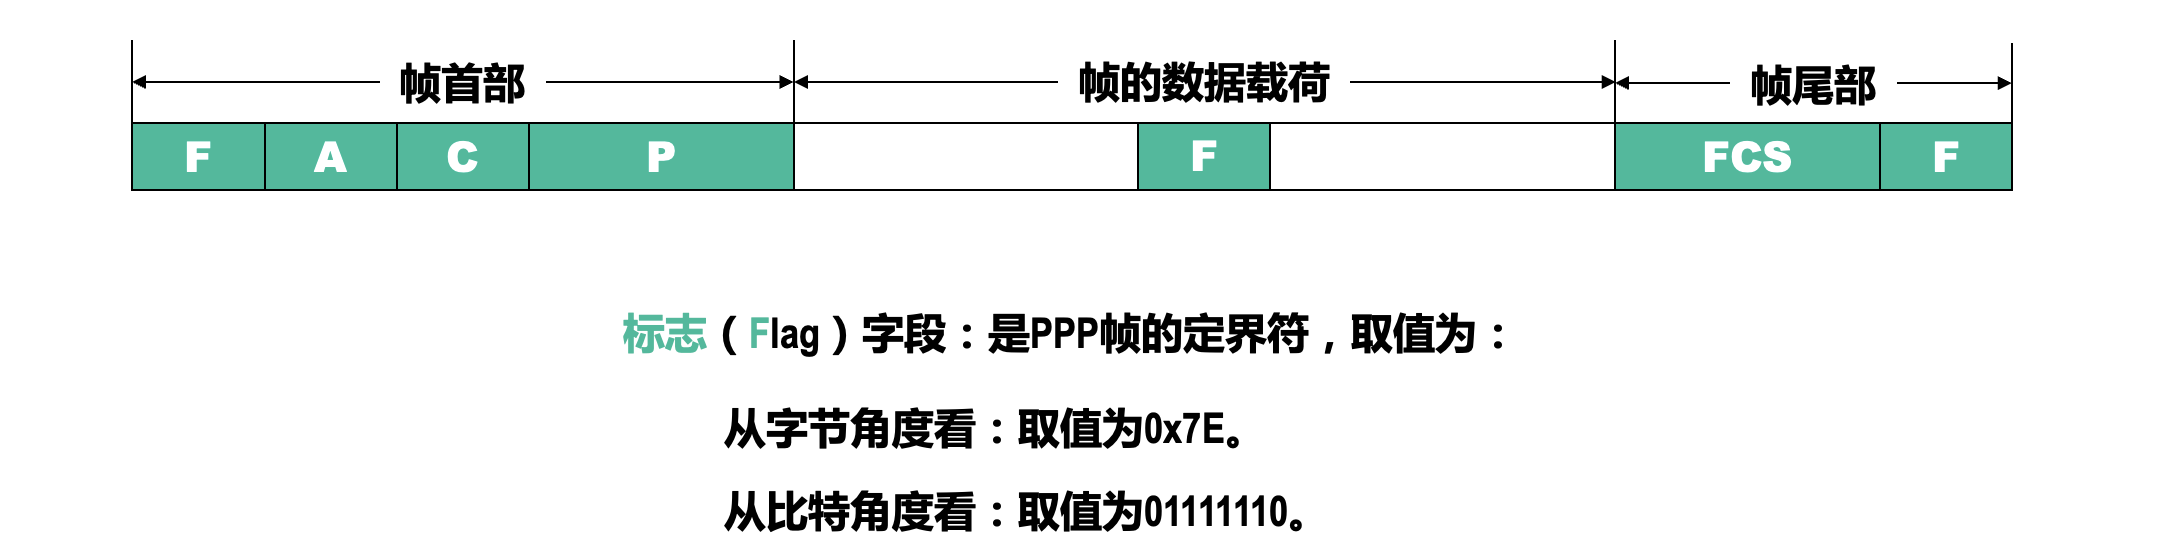 帧首部 帧的数据载荷 帧尾部
F A C P F FCS F
标志（Flag）字段：是PPP帧的定界符，取值为：
从字节角度看：取值为0x7E。
从比特角度看：取值为01111110。